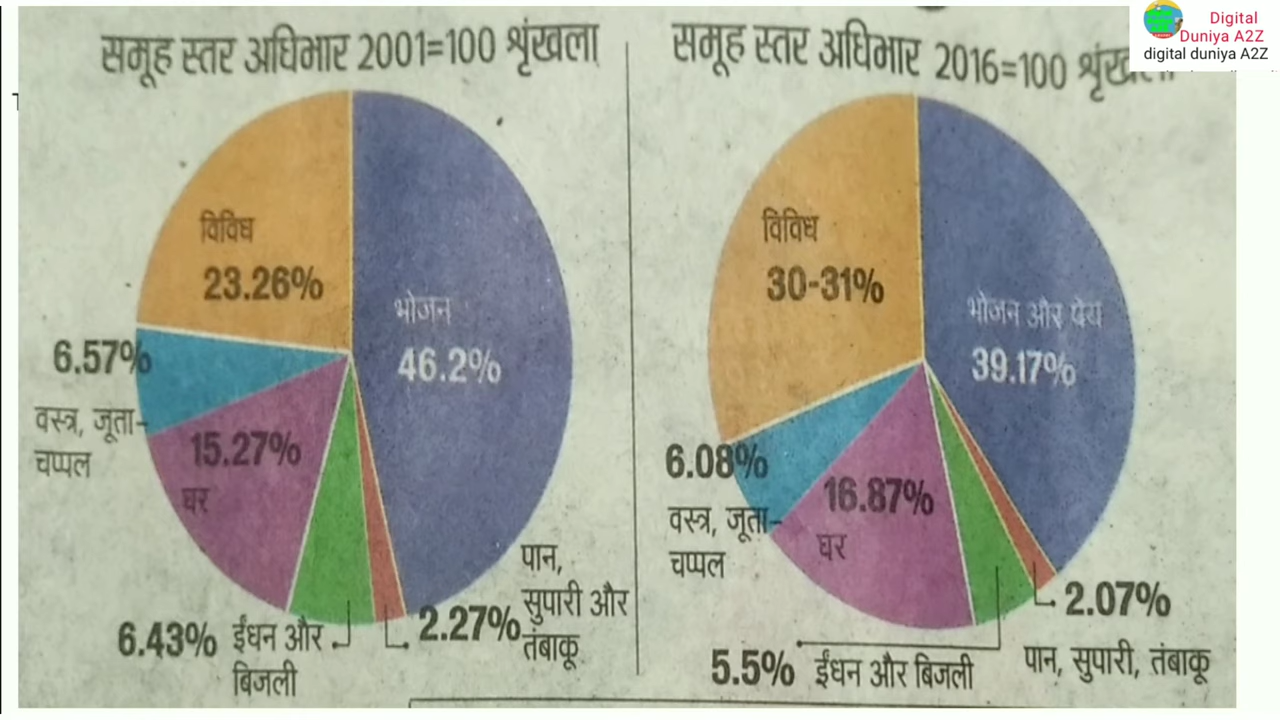 Digital
Duniya A2Z
digital duniya A2Z
समूह स्तर अधिभार 2001=100 श्रृंखला
विविध
23.26%
भोजन
46.2%
6.57%
वस्त्र, जूता-
चप्पल
15.27%
घर
6.43% ईंधन और
बिजली
2.27%
पान,
सुपारी और
तंबाकू
समूह स्तर अधिभार 2016=100
विविध
30-31%
भोजन और पेय
39.17%
6.08%
वस्त्र, जूता-
चप्पल
16.87%
घर
5.5% ईंधन और बिजली
2.07%
पान, सुपारी, तंबाकू